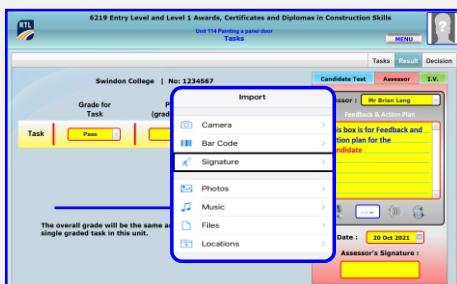 RTL
6219 Entry Level and Level 1 Awards, Certificates and Diplomas in Construction Skills
Unit 114 Painting a panel door
Tasks
MENU
Tasks Result Decision
Swindon College | No: 1234567
Candidate Text Assessor I.V.
Grade for
Task
P
(grad
Task
Pass
Import
Camera
Bar Code
Signature
Photos
Music
Files
Locations
ssor : Mr Brian Lang
Feedback & Action Plan
is box is for Feedback and
tion plan for the
ndidate
The overall grade will be the same a
single graded task in this unit.
Date : 20 Oct 2021
Assessor's Signature :